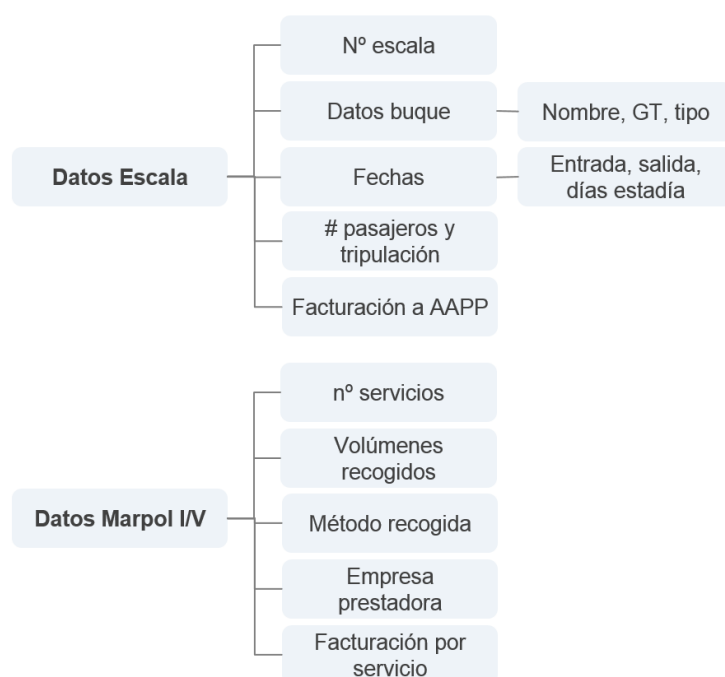 Datos Escala
Nº escala
Datos buque
Nombre, GT, tipo
Fechas
Entrada, salida,
días estadía
# pasajeros y
tripulación
Facturación a AAPP
Datos Marpol I/V
nº servicios
Volúmenes
recogidos
Método recogida
Empresa
prestadora
Facturación por
servicio